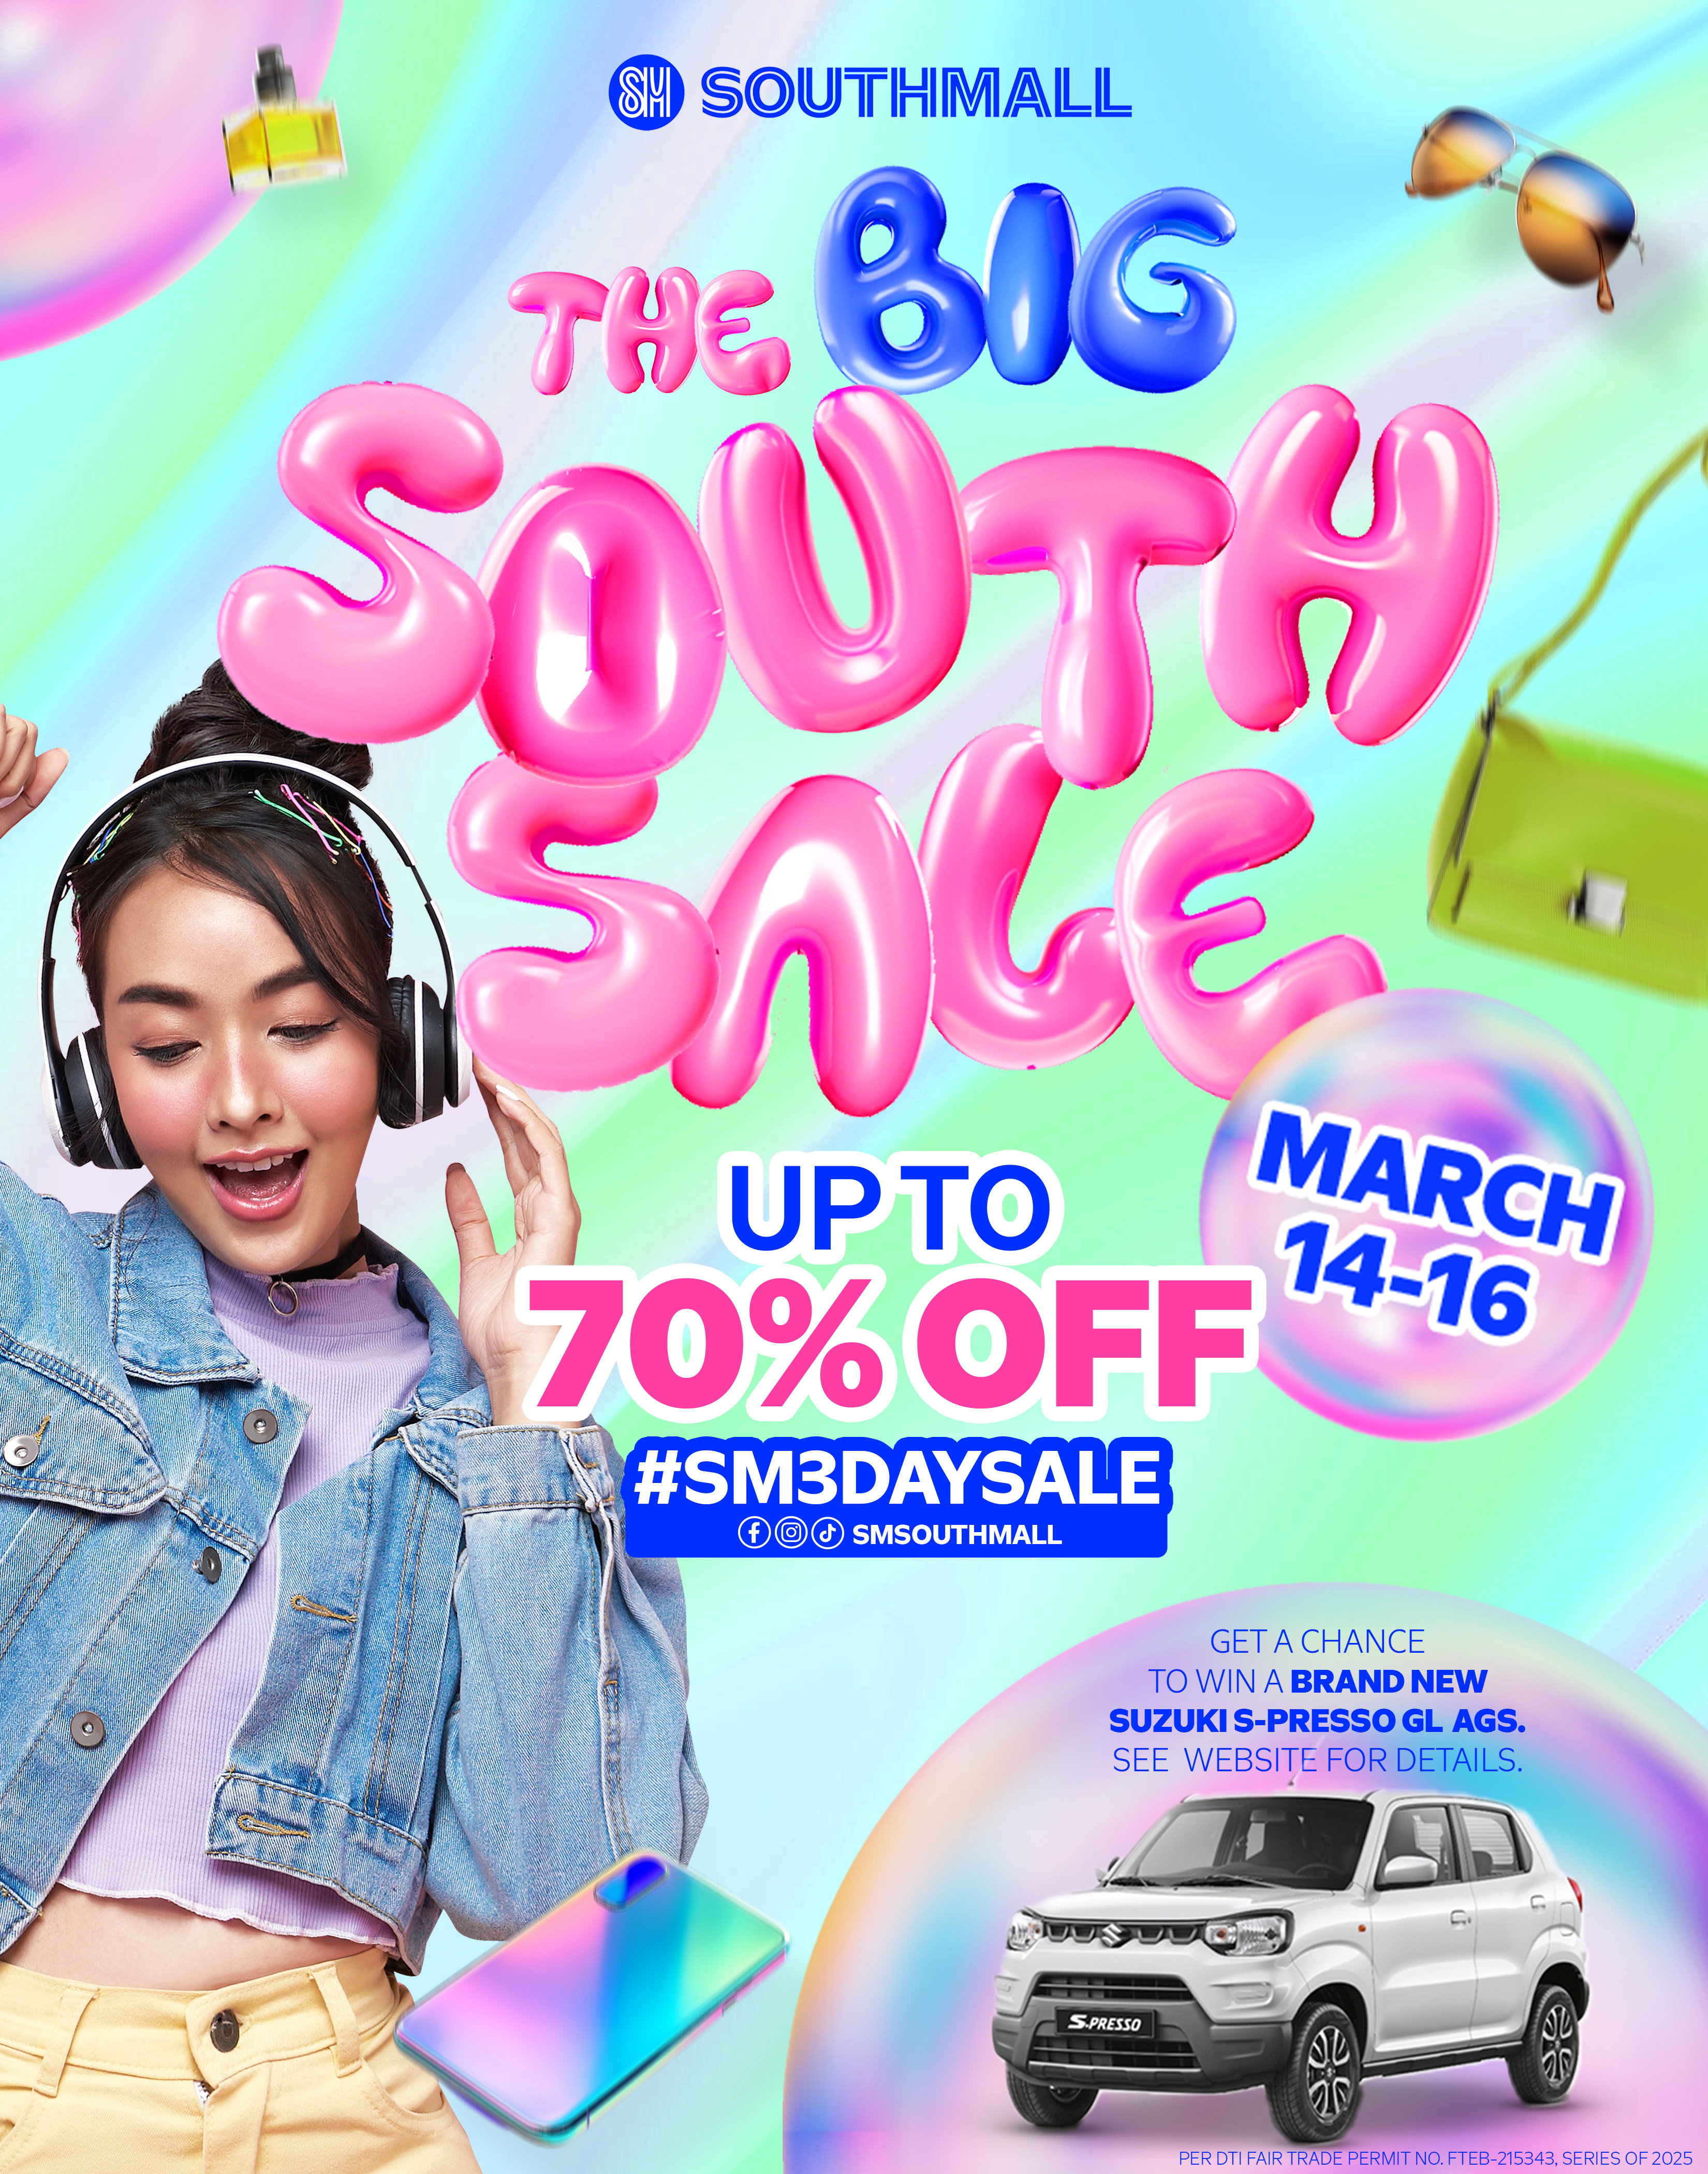 SM SOUTHMALL
THE BIG
SOUTH
SALE
MARCH
14-16
UP TO
70% OFF
#SM3DAYSALE
SMSOUTHMALL
GET A CHANCE
TO WIN A BRAND NEW
SUZUKI S-PRESSO GL AGS.
SEE WEBSITE FOR DETAILS.
S-PRESSO
PER DTI FAIR TRADE PERMIT NO. FTEB-215343, SERIES OF 2025